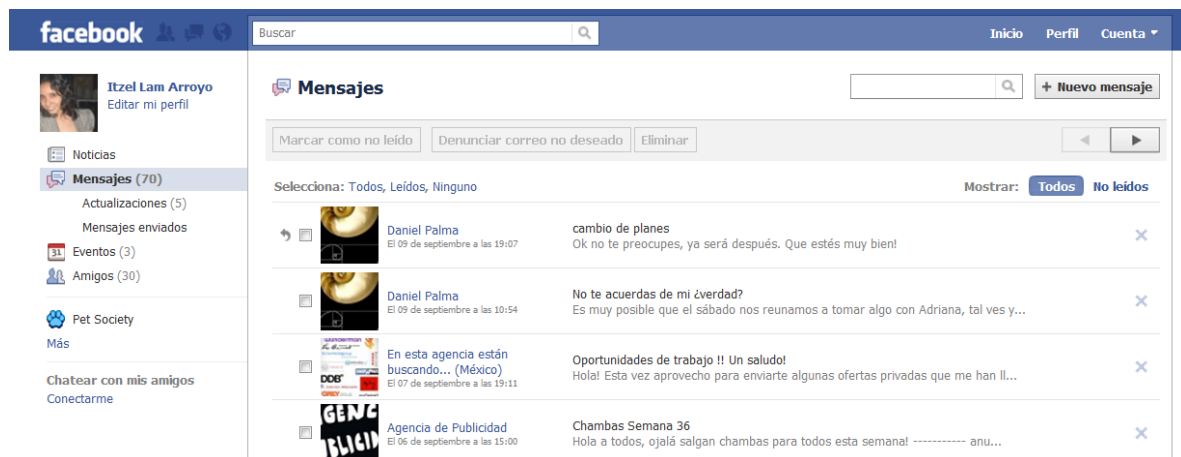 facebook
Buscar
Inicio Perfil Cuenta
Itzel Lam Arroyo
Editar mi perfil
Noticias
Mensajes (70)
Actualizaciones (5)
Mensajes enviados
Eventos (3)
31
Amigos (30)
Pet Society
Más
Chatear con mis amigos
Conectarme
Mensajes
+ Nuevo mensaje
Marcar como no leído Denunciar correo no deseado Eliminar
Selecciona: Todos, Leídos, Ninguno
Mostrar: Todos No leídos
Daniel Palma
El 09 de septiembre a las 19:07
cambio de planes
Ok no te preocupes, ya será después. Que estés muy bien!
Daniel Palma
El 09 de septiembre a las 10:54
No te acuerdas de mi ¿verdad?
Es muy posible que el sábado nos reunamos a tomar algo con Adriana, tal ves y...
DDB
GREY
En esta agencia están
buscando... (México)
El 07 de septiembre a las 19:11
Oportunidades de trabajo !! Un saludo!
Hola! Esta vez aprovecho para enviarte algunas ofertas privadas que me han ll...
GENC
BLICID
Agencia de Publicidad
El 06 de septiembre a las 15:00
Chambas Semana 36
Hola a todos, ojalá salgan chambas para todos esta semana! ----------- anu...